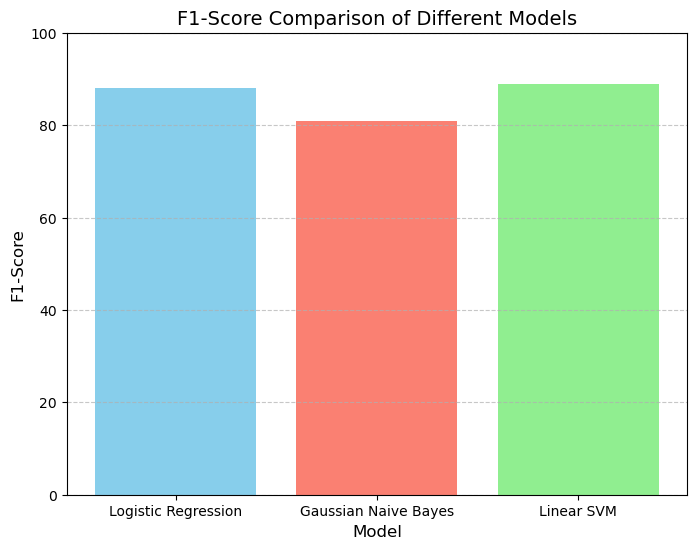 F1-Score Comparison of Different Models
100
80
60
40
20
0
F1-Score
Logistic Regression
Gaussian Naive Bayes
Linear SVM
Model